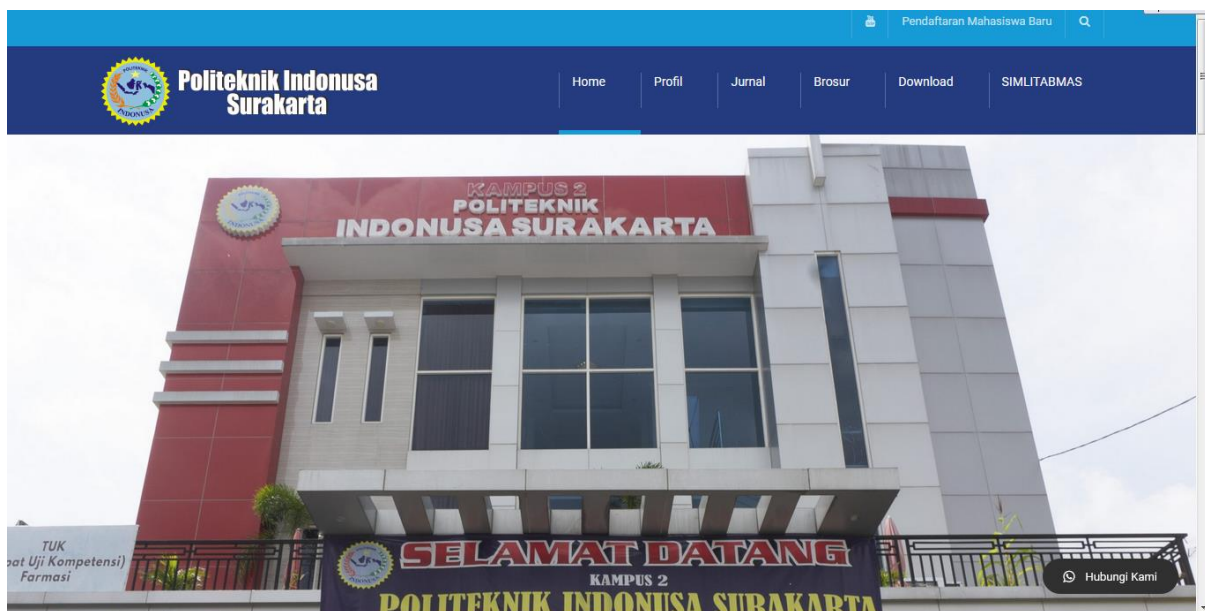 Pendaftaran Mahasiswa Baru
Politeknik Indonusa
Surakarta
Home
Profil
Jurnal
Brosur
Download
SIMLITABMAS
KAMPUS 2
POLITEKNIK
INDONUSA SURAKARTA
TUK
Uji Kompetensi)
Farmasi
SELAMAT DATANG
KAMPUS 2
POLITEKNIK INDONUSA SURAKARTA
Hubungi Kami